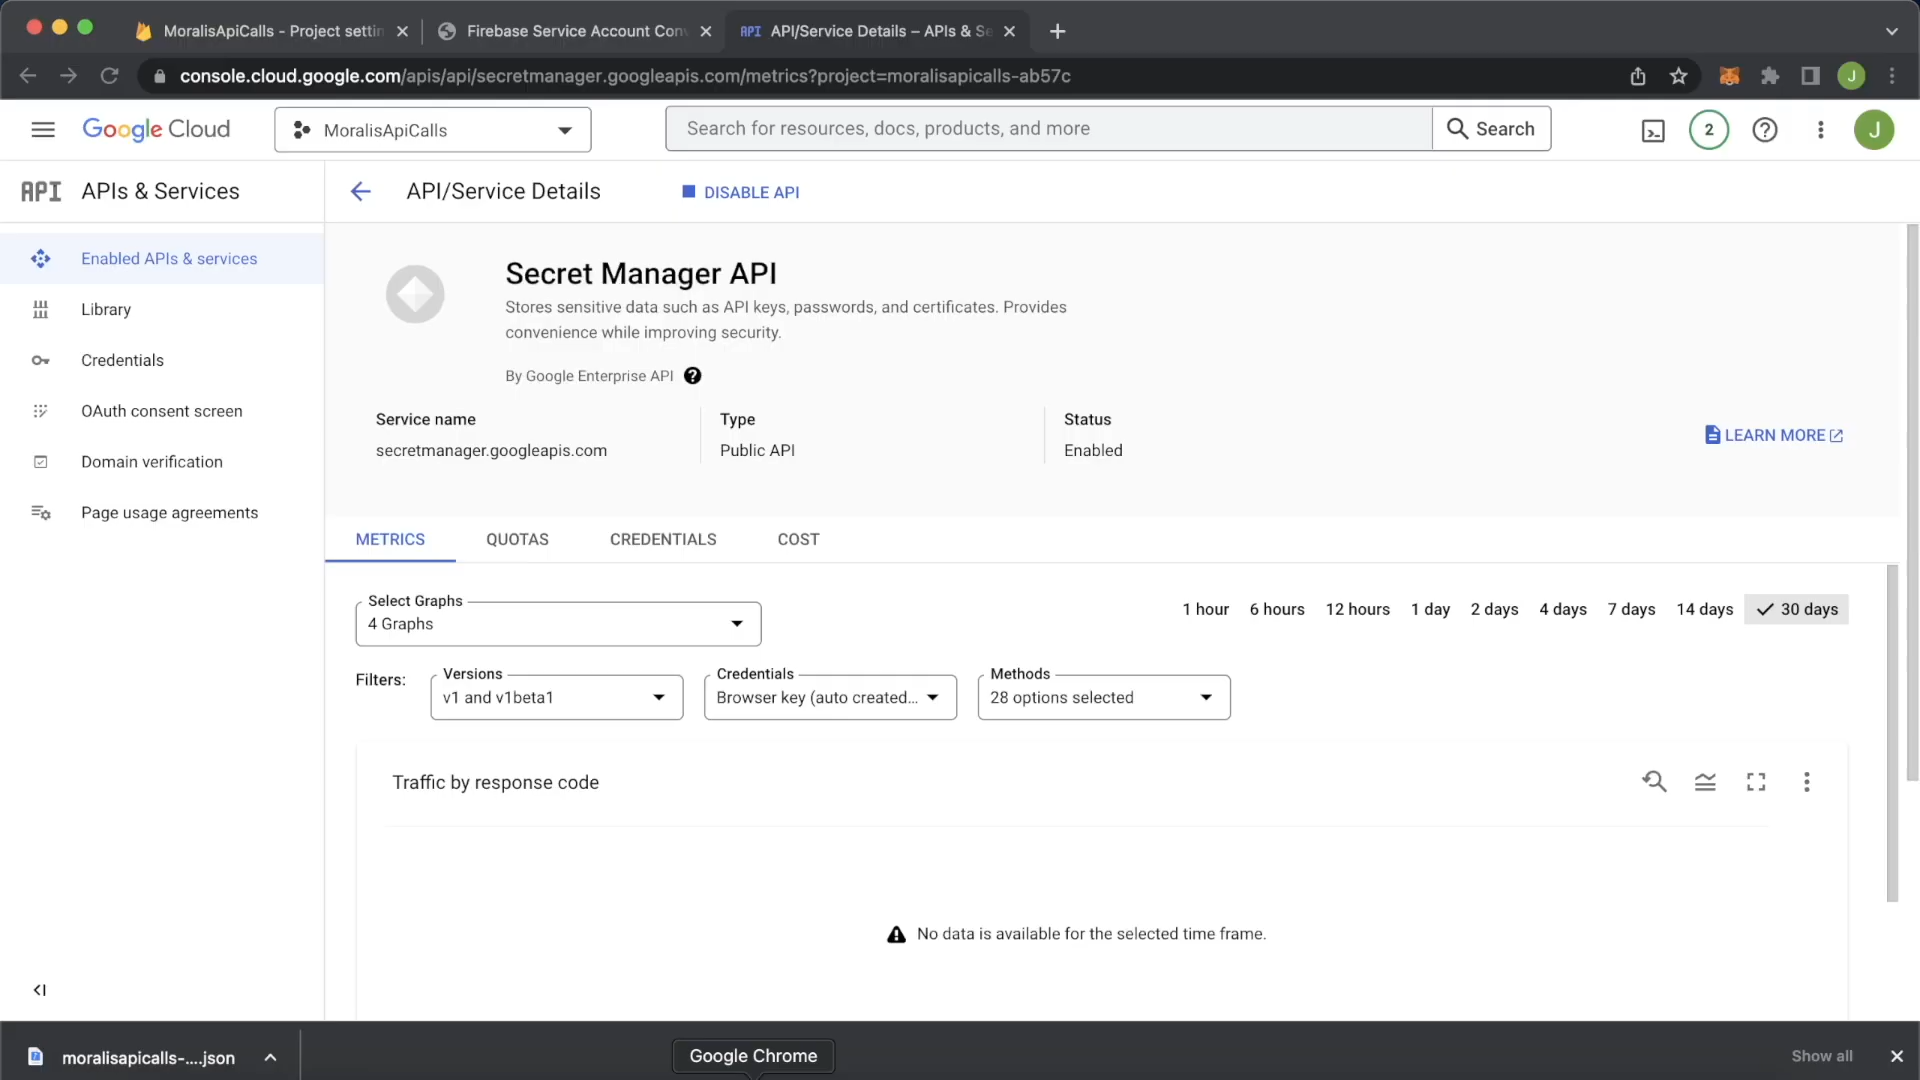 MoralisApiCalls - Project settin
Firebase Service Account Conv
API API/Service Details – APIs & Se
console.cloud.google.com/apis/api/secretmanager.googleapis.com/metrics?project=moralisapicalls-ab57c
J
Google Cloud
MoralisApiCalls
Search for resources, docs, products, and more
Search
2
J
API APIs & Services
API/Service Details
DISABLE API
Enabled APIs & services
Library
Credentials
OAuth consent screen
Domain verification
Page usage agreements
Secret Manager API
Stores sensitive data such as API keys, passwords, and certificates. Provides
convenience while improving security.
By Google Enterprise API
Service name
secretmanager.googleapis.com
Type
Public API
Status
Enabled
LEARN MORE
METRICS
QUOTAS
CREDENTIALS
COST
Select Graphs
4 Graphs
1 hour
6 hours
12 hours
1 day
2 days
4 days
7 days
14 days
30 days
Filters:
Versions
v1 and v1beta1
Credentials
Browser key (auto created...
Methods
28 options selected
Traffic by response code
No data is available for the selected time frame.
moralisapicalls-....json
Google Chrome
Show all